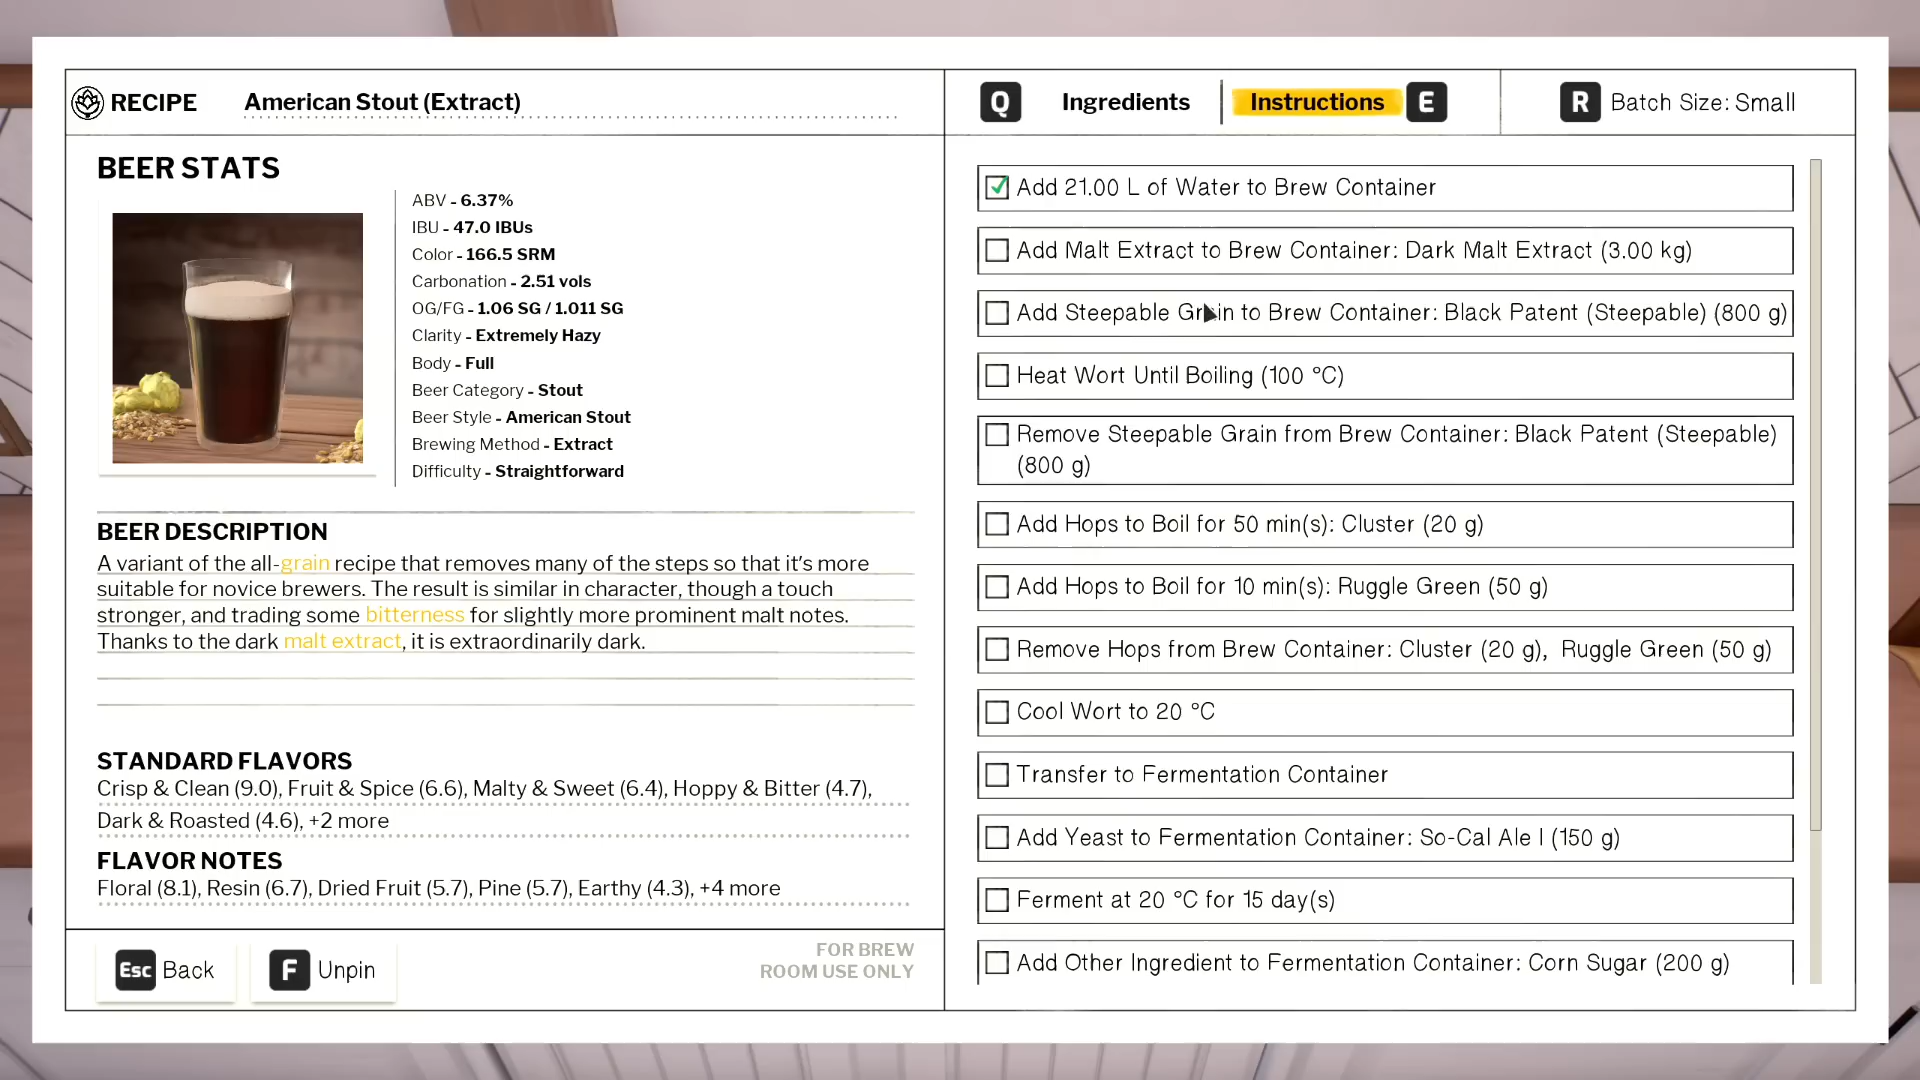 RECIPE American Stout (Extract)
Q Ingredients Instructions E R Batch Size: Small
BEER STATS
ABV - 6.37%
IBU - 47.0 IBUs
Color - 166.5 SRM
Carbonation - 2.51 vols
OG/FG - 1.06 SG / 1.011 SG
Clarity - Extremely Hazy
Body - Full
Beer Category - Stout
Beer Style - American Stout
Brewing Method - Extract
Difficulty - Straightforward
BEER DESCRIPTION
A variant of the all-grain recipe that removes many of the steps so that it's more
suitable for novice brewers. The result is similar in character, though a touch
stronger, and trading some bitterness for slightly more prominent malt notes.
Thanks to the dark malt extract, it is extraordinarily dark.
STANDARD FLAVORS
Crisp & Clean (9.0), Fruit & Spice (6.6), Malty & Sweet (6.4), Hoppy & Bitter (4.7),
Dark & Roasted (4.6), +2 more
FLAVOR NOTES
Floral (8.1), Resin (6.7), Dried Fruit (5.7), Pine (5.7), Earthy (4.3), +4 more
Esc Back F Unpin
FOR BREW
ROOM USE ONLY
Add 21.00 L of Water to Brew Container
Add Malt Extract to Brew Container: Dark Malt Extract (3.00 kg)
Add Steepable Grain to Brew Container: Black Patent (Steepable) (800 g)
Heat Wort Until Boiling (100 °C)
Remove Steepable Grain from Brew Container: Black Patent (Steepable)
(800 g)
Add Hops to Boil for 50 min(s): Cluster (20 g)
Add Hops to Boil for 10 min(s): Ruggle Green (50 g)
Remove Hops from Brew Container: Cluster (20 g), Ruggle Green (50 g)
Cool Wort to 20 °C
Transfer to Fermentation Container
Add Yeast to Fermentation Container: So-Cal Ale I (150 g)
Ferment at 20 °C for 15 day(s)
Add Other Ingredient to Fermentation Container: Corn Sugar (200 g)